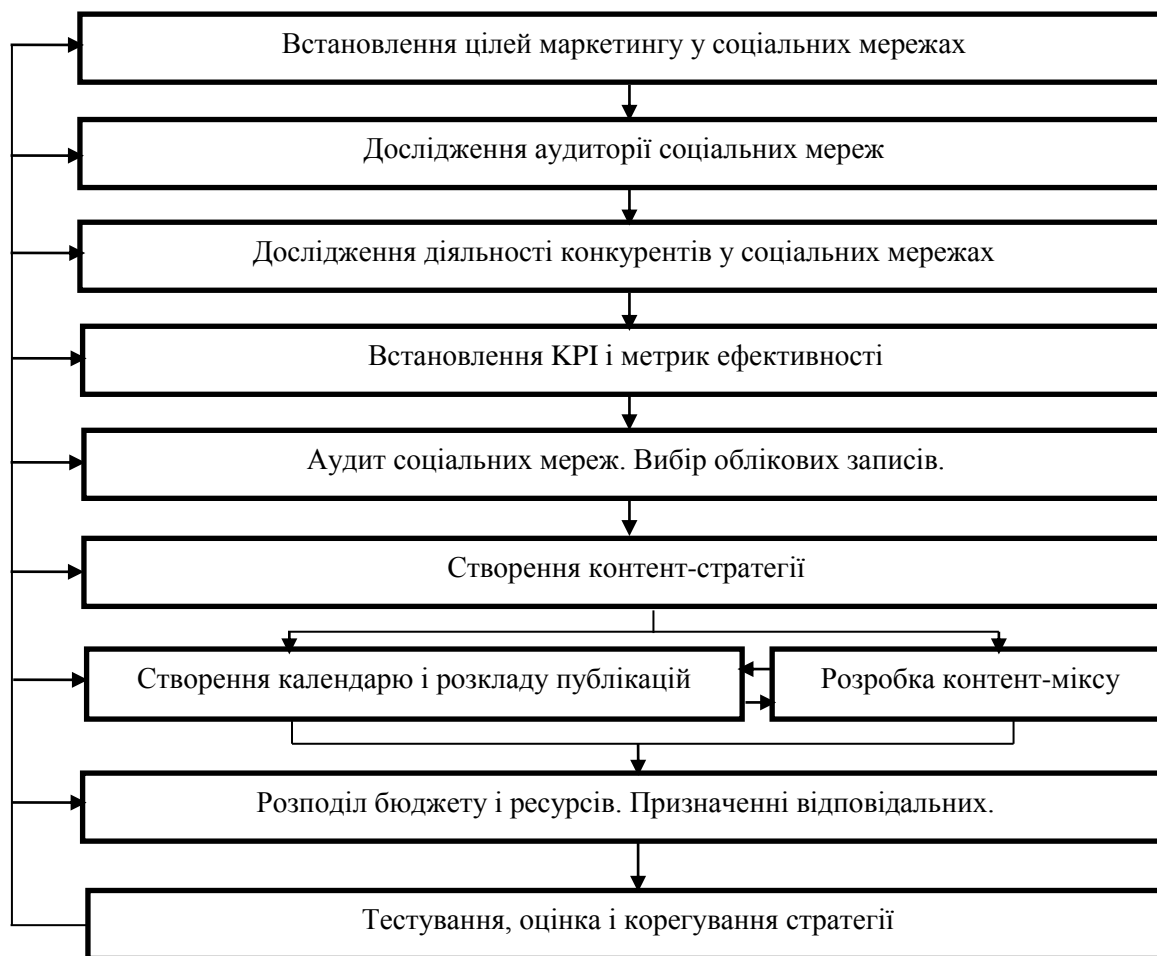 Встановлення цілей маркетингу у соціальних мережах
Дослідження аудиторії соціальних мереж
Дослідження діяльності конкурентів у соціальних мережах
Встановлення KPI і метрик ефективності
Аудит соціальних мереж. Вибір облікових записів.
Створення контент-стратегії
Створення календарю і розкладу публікацій
Розробка контент-міксу
Розподіл бюджету і ресурсів. Призначенні відповідальних.
Тестування, оцінка і корегування стратегії